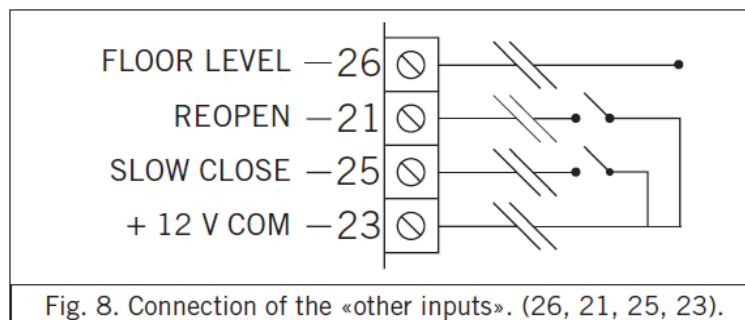 FLOOR LEVEL — 26
REOPEN — 21
SLOW CLOSE — 25
+ 12 V COM — 23
Fig. 8. Connection of the «other inputs». (26, 21, 25, 23).